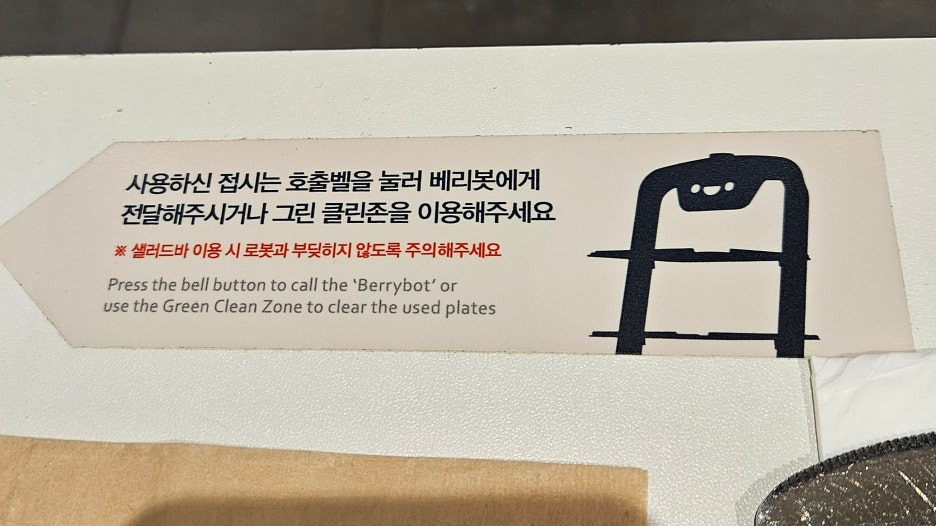 사용하신 접시는 호출벨을 눌러 베리봇에게
전달해주시거나 그린 클린존을 이용해주세요
※ 샐러드바 이용 시 로봇과 부딪히지 않도록 주의해주세요
Press the bell button to call the ‘Berrybot’ or
use the Green Clean Zone to clear the used plates